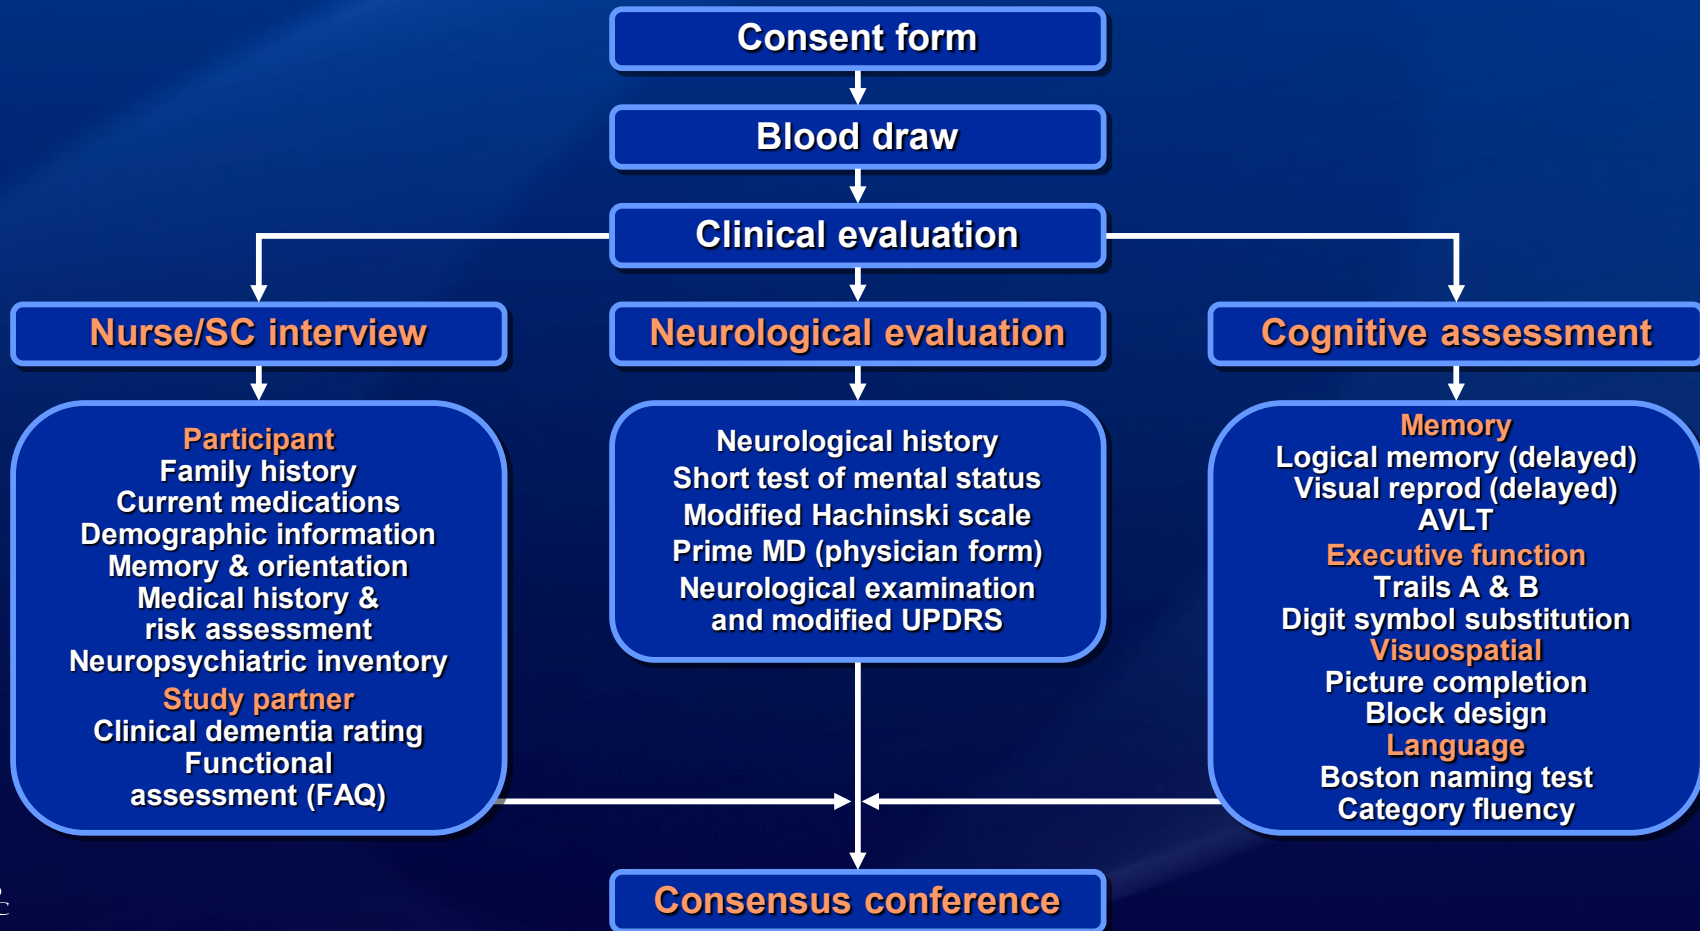 Consent form
Blood draw
Clinical evaluation
Nurse/SC interview
Neurological evaluation
Cognitive assessment
Participant
Family history
Current medications
Demographic information
Memory & orientation
Medical history &
risk assessment
Neuropsychiatric inventory
Study partner
Clinical dementia rating
Functional
assessment (FAQ)
Neurological history
Short test of mental status
Modified Hachinski scale
Prime MD (physician form)
Neurological examination
and modified UPDRS
Memory
Logical memory (delayed)
Visual reprod (delayed)
AVLT
Executive function
Trails A & B
Digit symbol substitution
Visuospatial
Picture completion
Block design
Language
Boston naming test
Category fluency
Consensus conference